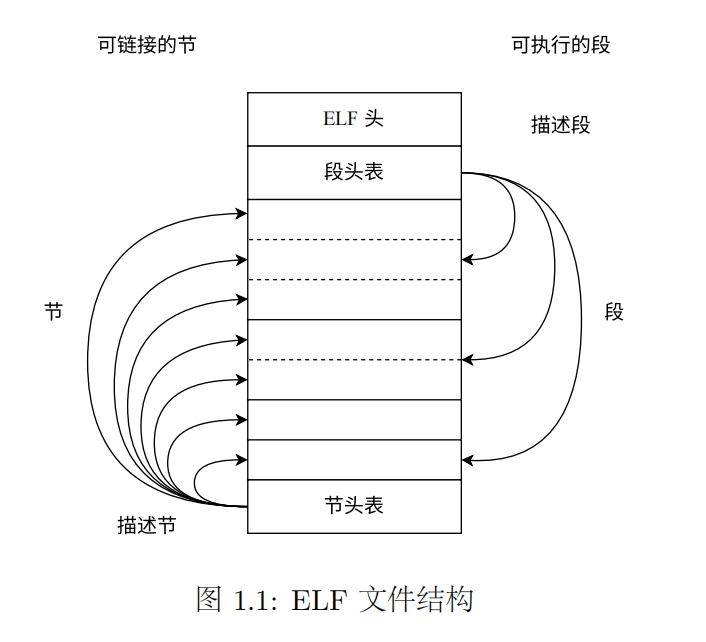 可链接的节
可执行的段
ELF 头
描述段
段头表
节
段
节头表
描述节
图 1.1: ELF 文件结构